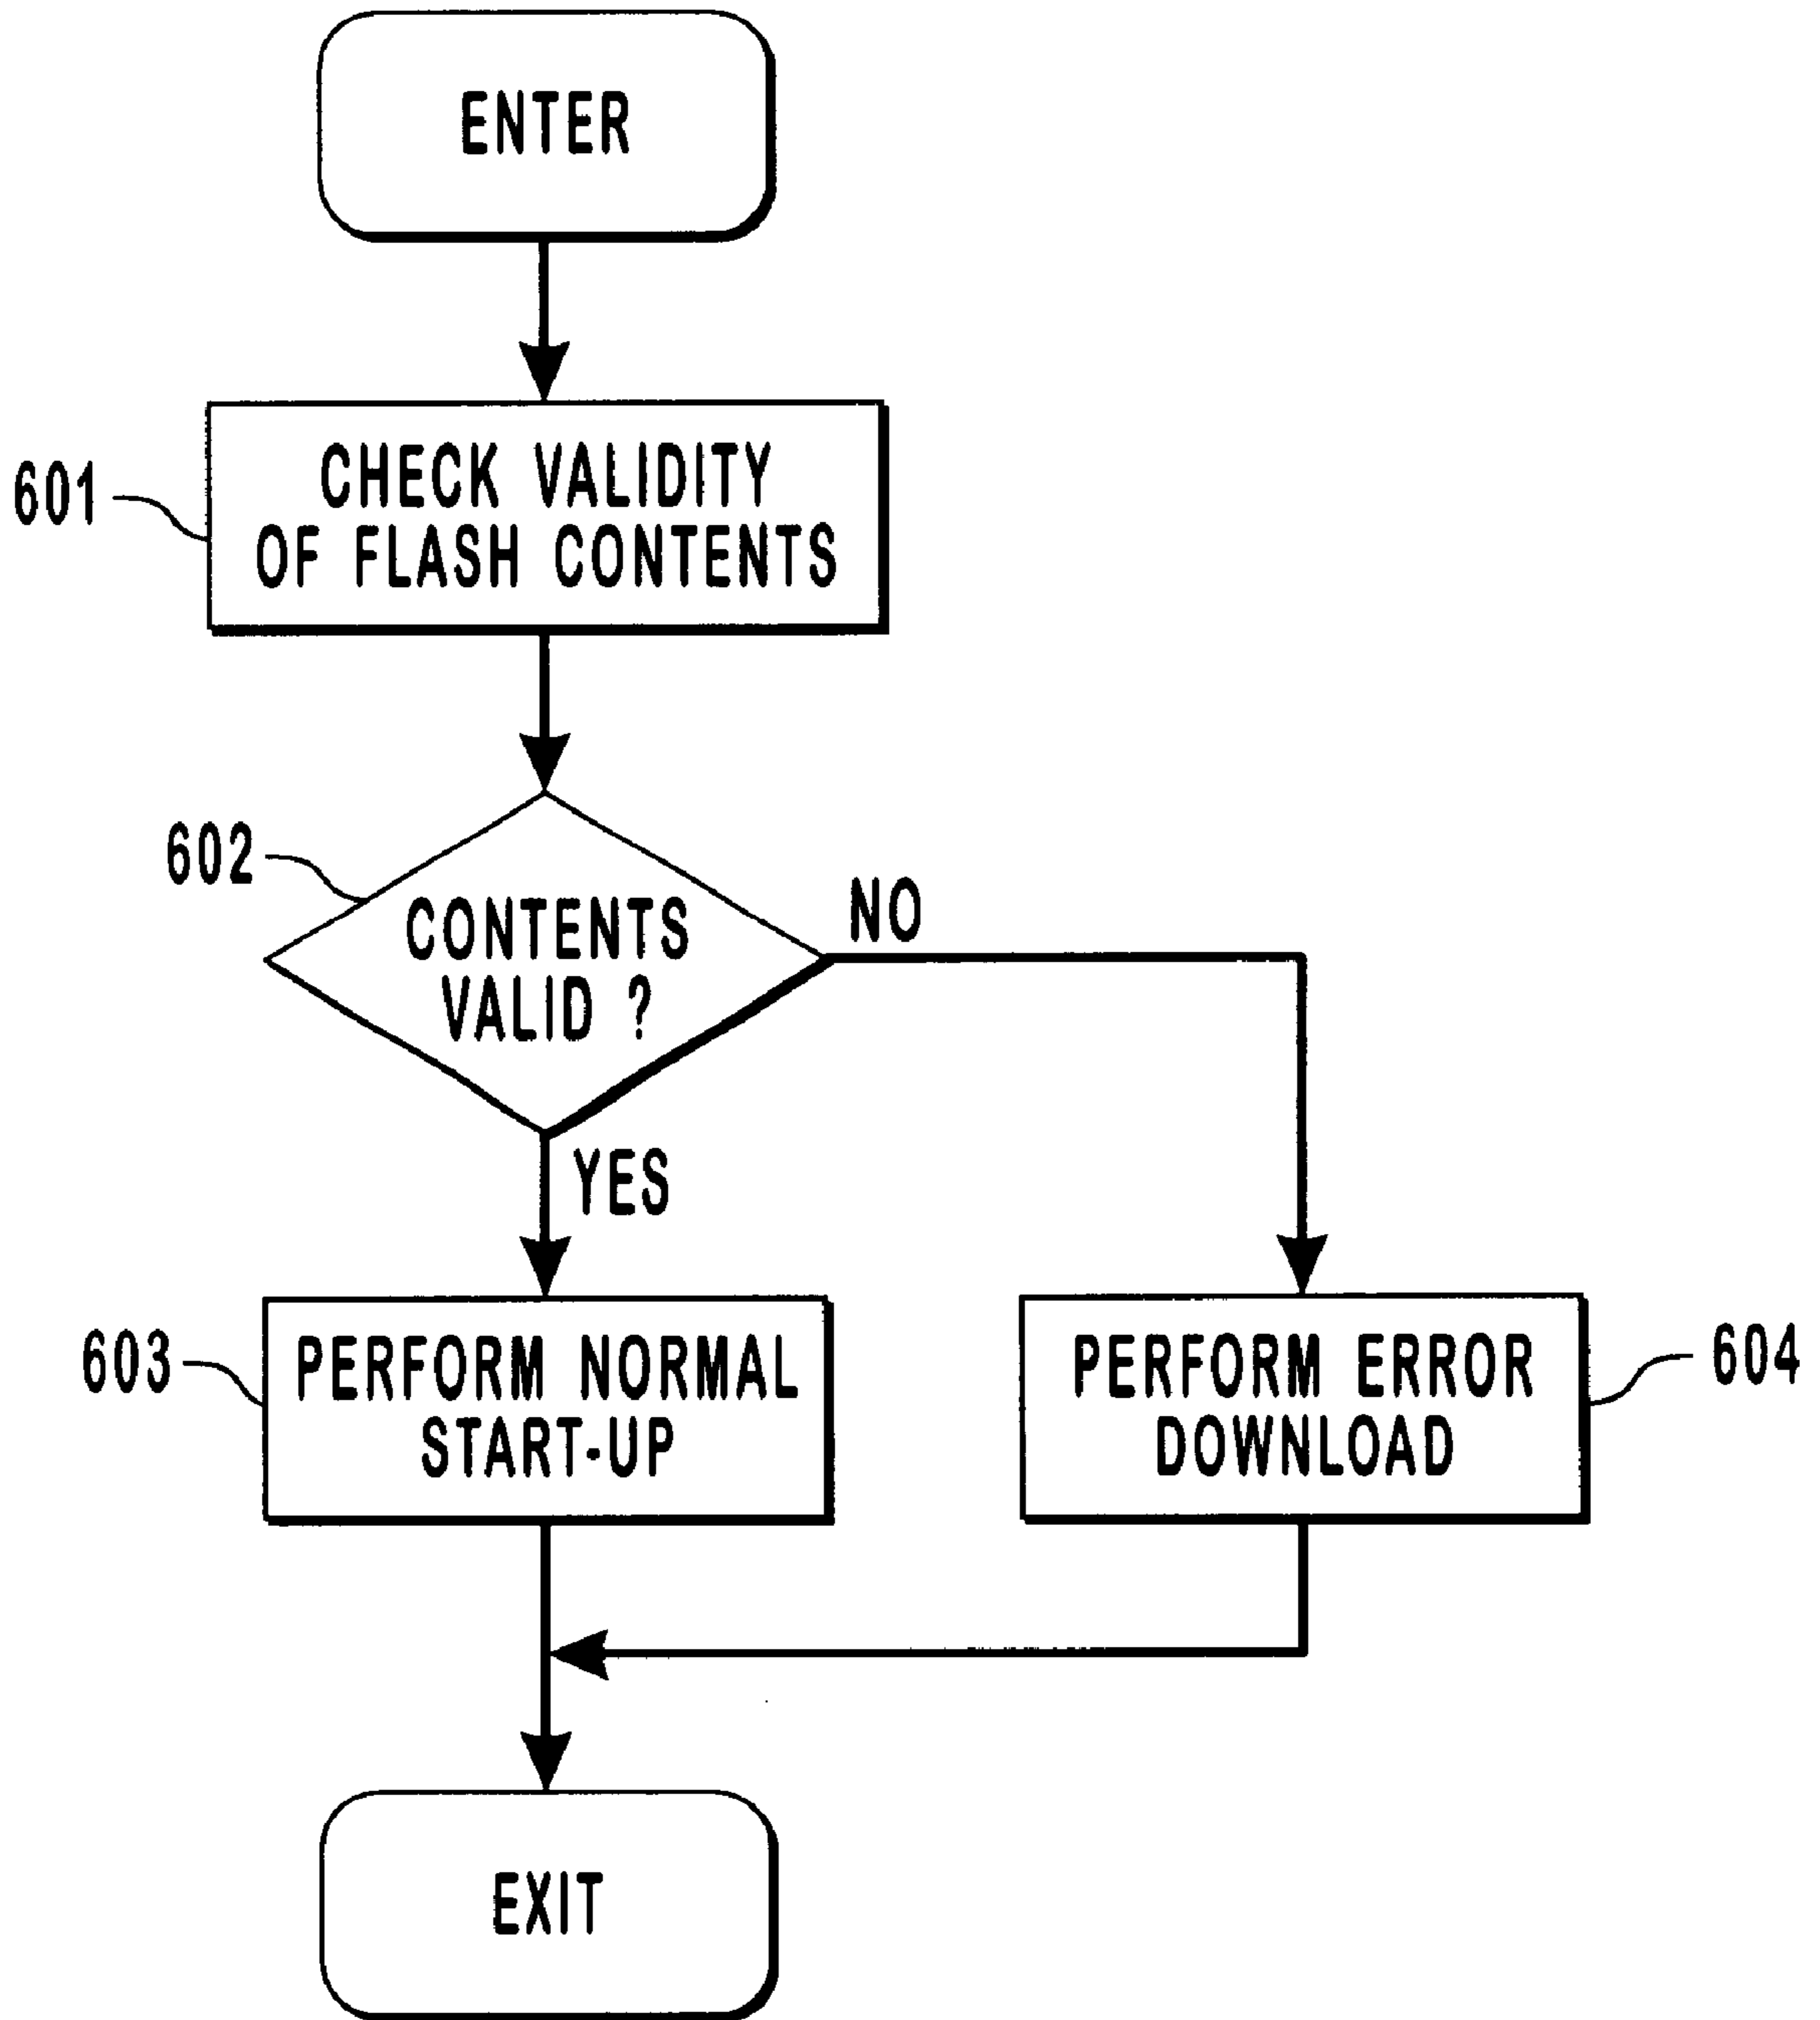 ENTER
601
CHECK VALIDITY
OF FLASH CONTENTS
602
CONTENTS
VALID ?
NO
YES
603
PERFORM NORMAL
START-UP
PERFORM ERROR
DOWNLOAD
604
EXIT